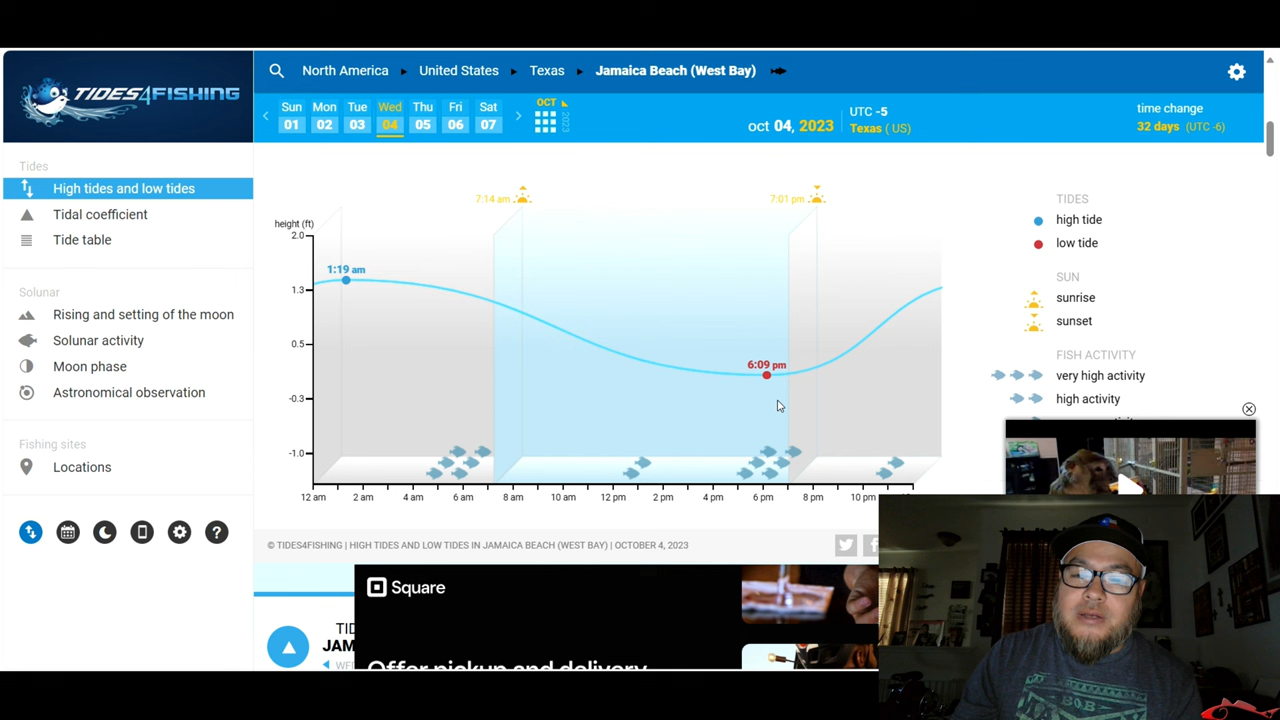 TIDES4FISHING
North America ► United States ► Texas ► Jamaica Beach (West Bay)
Sun Mon Tue Wed Thu Fri Sat
01 02 03 04 05 06 07
OCT
2023
oct 04, 2023
UTC -5
Texas ( US)
time change
32 days (UTC -6)
Tides
High tides and low tides
Tidal coefficient
Tide table
Solunar
Rising and setting of the moon
Solunar activity
Moon phase
Astronomical observation
Fishing sites
Locations
?
7:14 am
7:01 pm
height (ft)
2.0
1.3
0.5
-0.3
-1.0
1:19 am
6:09 pm
12 am 2 am 4 am 6 am 8 am 10 am 12 pm 2 pm 4 pm 6 pm 8 pm 10 pm
TIDES
high tide
low tide
SUN
sunrise
sunset
FISH ACTIVITY
very high activity
high activity
© TIDES4FISHING | HIGH TIDES AND LOW TIDES IN JAMAICA BEACH (WEST BAY) | OCTOBER 4, 2023
Square
Offer pickup and delivery